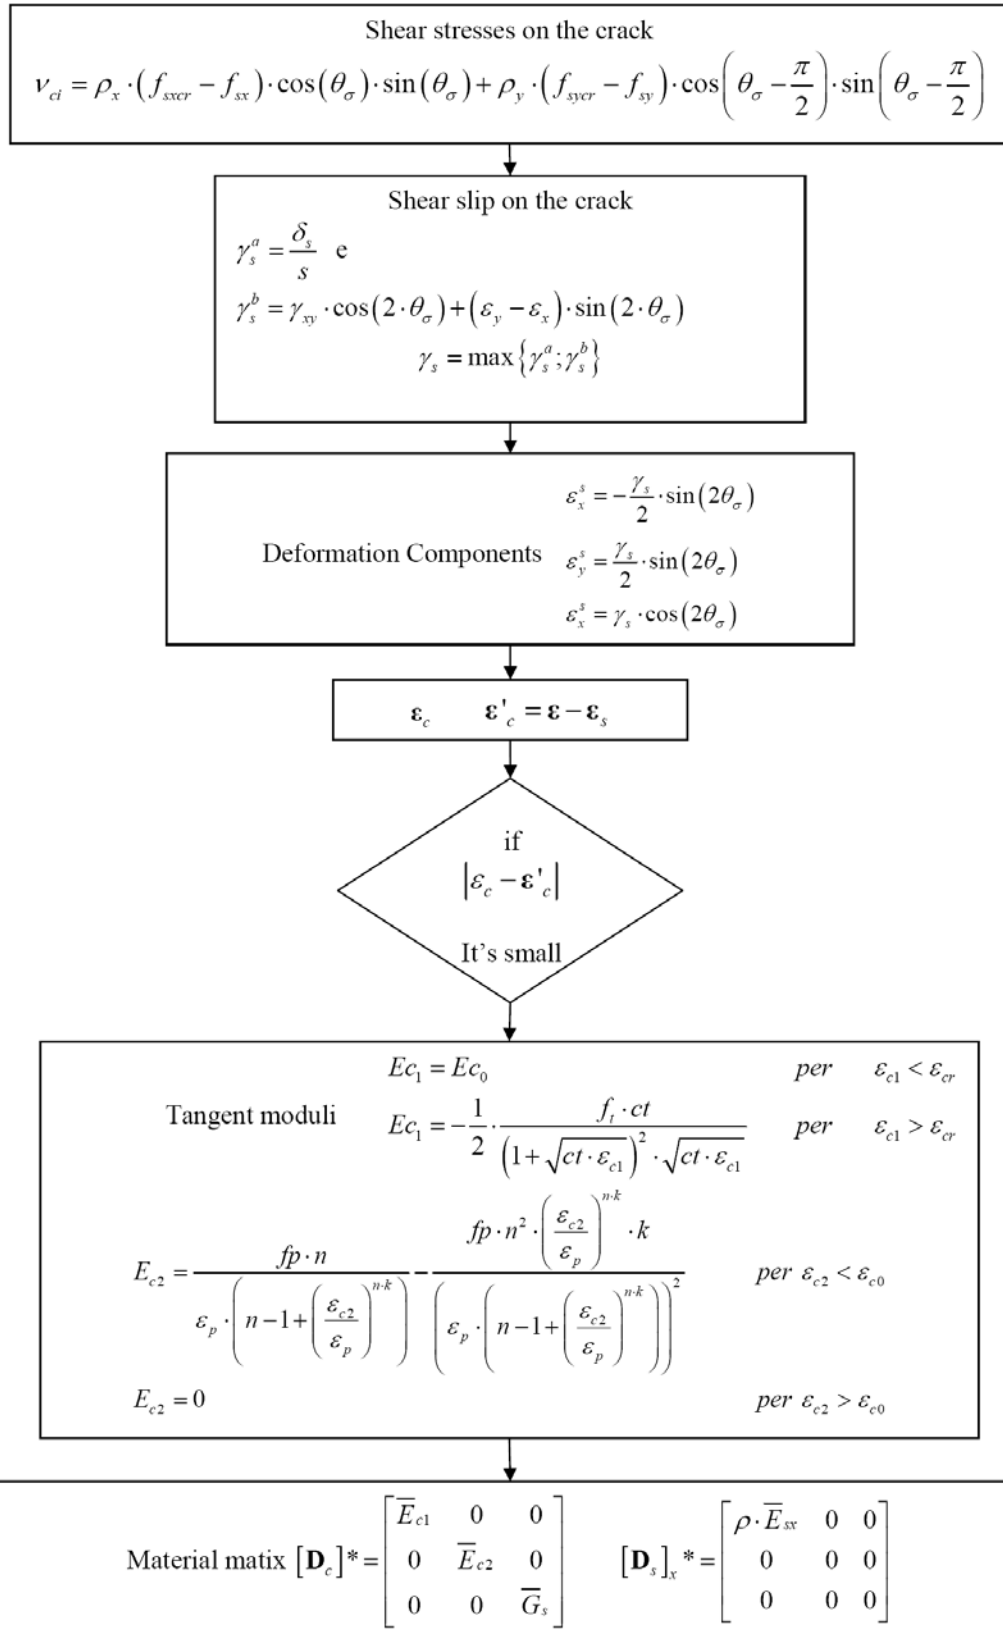 Shear stresses on the crack
ν_ci = ρ_x · (f_sxcr − f_sx) · cos(θ_σ) · sin(θ_σ) + ρ_y · (f_sycr − f_sy) · cos(θ_σ − π/2) · sin(θ_σ − π/2)
Shear slip on the crack
γ_s^a = δ_s/s e
γ_s^b = γ_xy · cos(2 · θ_σ) + (ε_y − ε_x) · sin(2 · θ_σ)
γ_s = max{γ_s^a; γ_s^b}
ε_x^s = −γ_s/2 · sin(2θ_σ)
Deformation Components ε_y^s = γ_s/2 · sin(2θ_σ)
ε_x^s = γ_s · cos(2θ_σ)
ε_c ε'_c = ε − ε_s
if
|ε_c − ε'_c|
It's small
Ec_1 = Ec_0 per ε_c1 < ε_cr
Tangent moduli Ec_1 = −1/2 · (f_t · ct)/((1 + √(ct · ε_c1))^2 · √(ct · ε_c1)) per ε_c1 > ε_cr
E_c2 = (fp · n)/(ε_p · (n − 1 + (ε_c2/ε_p)^(n·k))) − (fp · n^2 · (ε_c2/ε_p)^(n·k) · k)/((ε_p · (n − 1 + (ε_c2/ε_p)^(n·k)))^2) per ε_c2 < ε_c0
E_c2 = 0 per ε_c2 > ε_c0
Material matix [D_c]* = [E̅_c1 0 0; 0 E̅_c2 0; 0 0 G̅_s] [D_s]_x* = [ρ · E̅_sx 0 0; 0 0 0; 0 0 0]